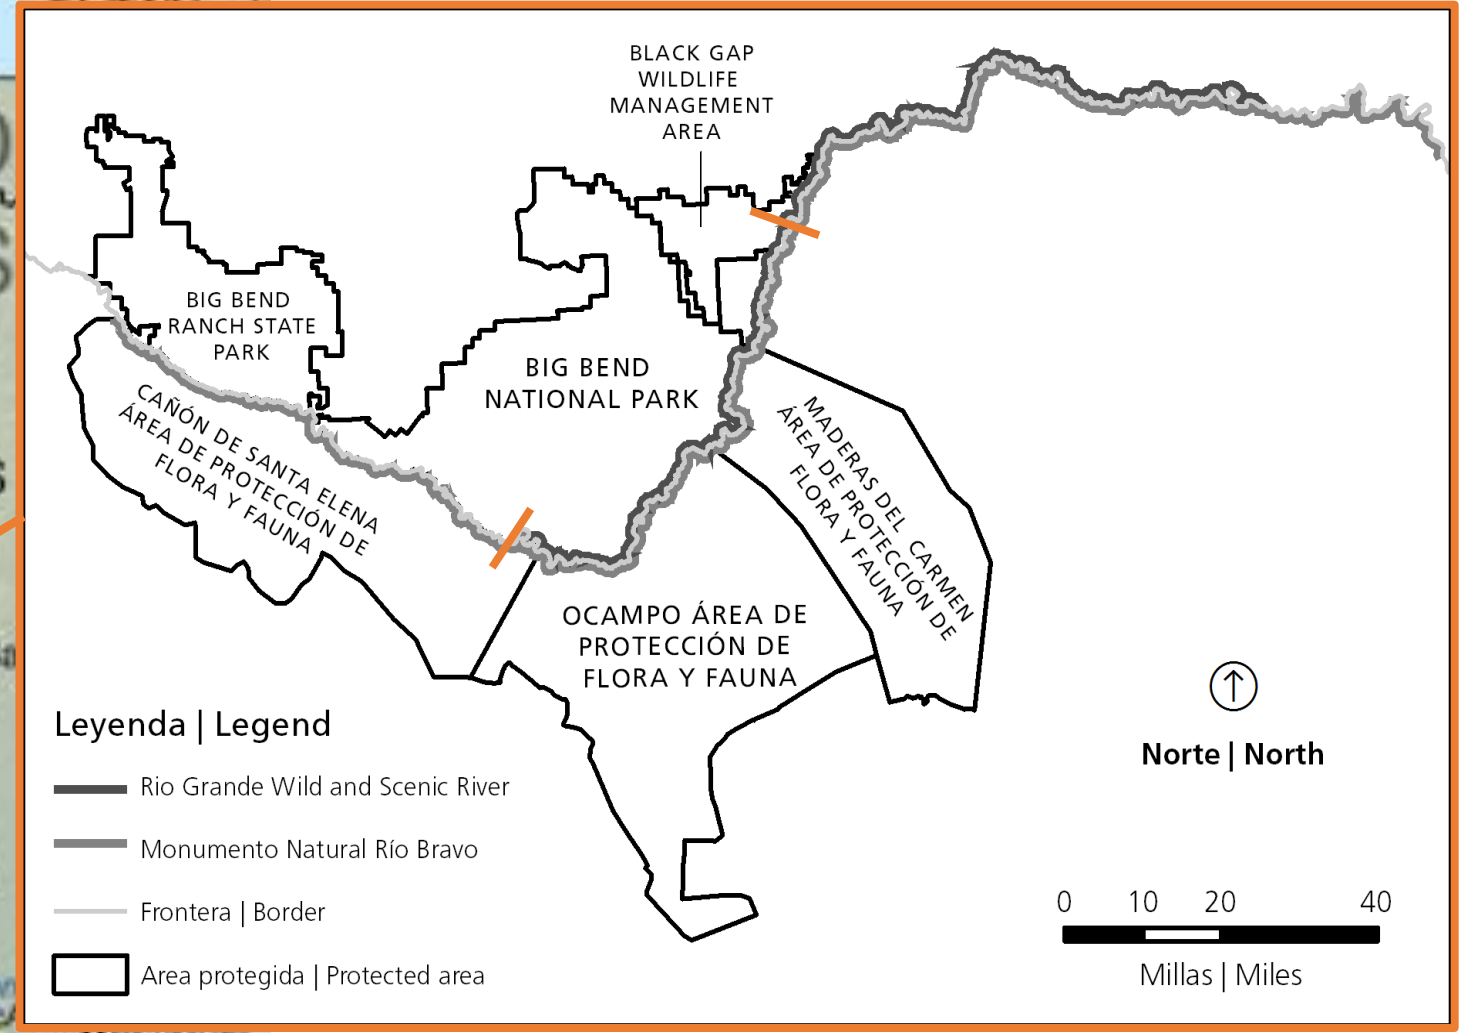 BLACK GAP
WILDLIFE
MANAGEMENT
AREA
BIG BEND
RANCH STATE
PARK
BIG BEND
NATIONAL PARK
CAÑÓN DE SANTA ELENA
ÁREA DE PROTECCIÓN DE
FLORA Y FAUNA
MADERAS DEL CARMEN
ÁREA DE PROTECCIÓN DE
FLORA Y FAUNA
OCAMPO ÁREA DE
PROTECCIÓN DE
FLORA Y FAUNA
Leyenda | Legend
Rio Grande Wild and Scenic River
Monumento Natural Río Bravo
Frontera | Border
Area protegida | Protected area
Norte | North
0 10 20 40
Millas | Miles